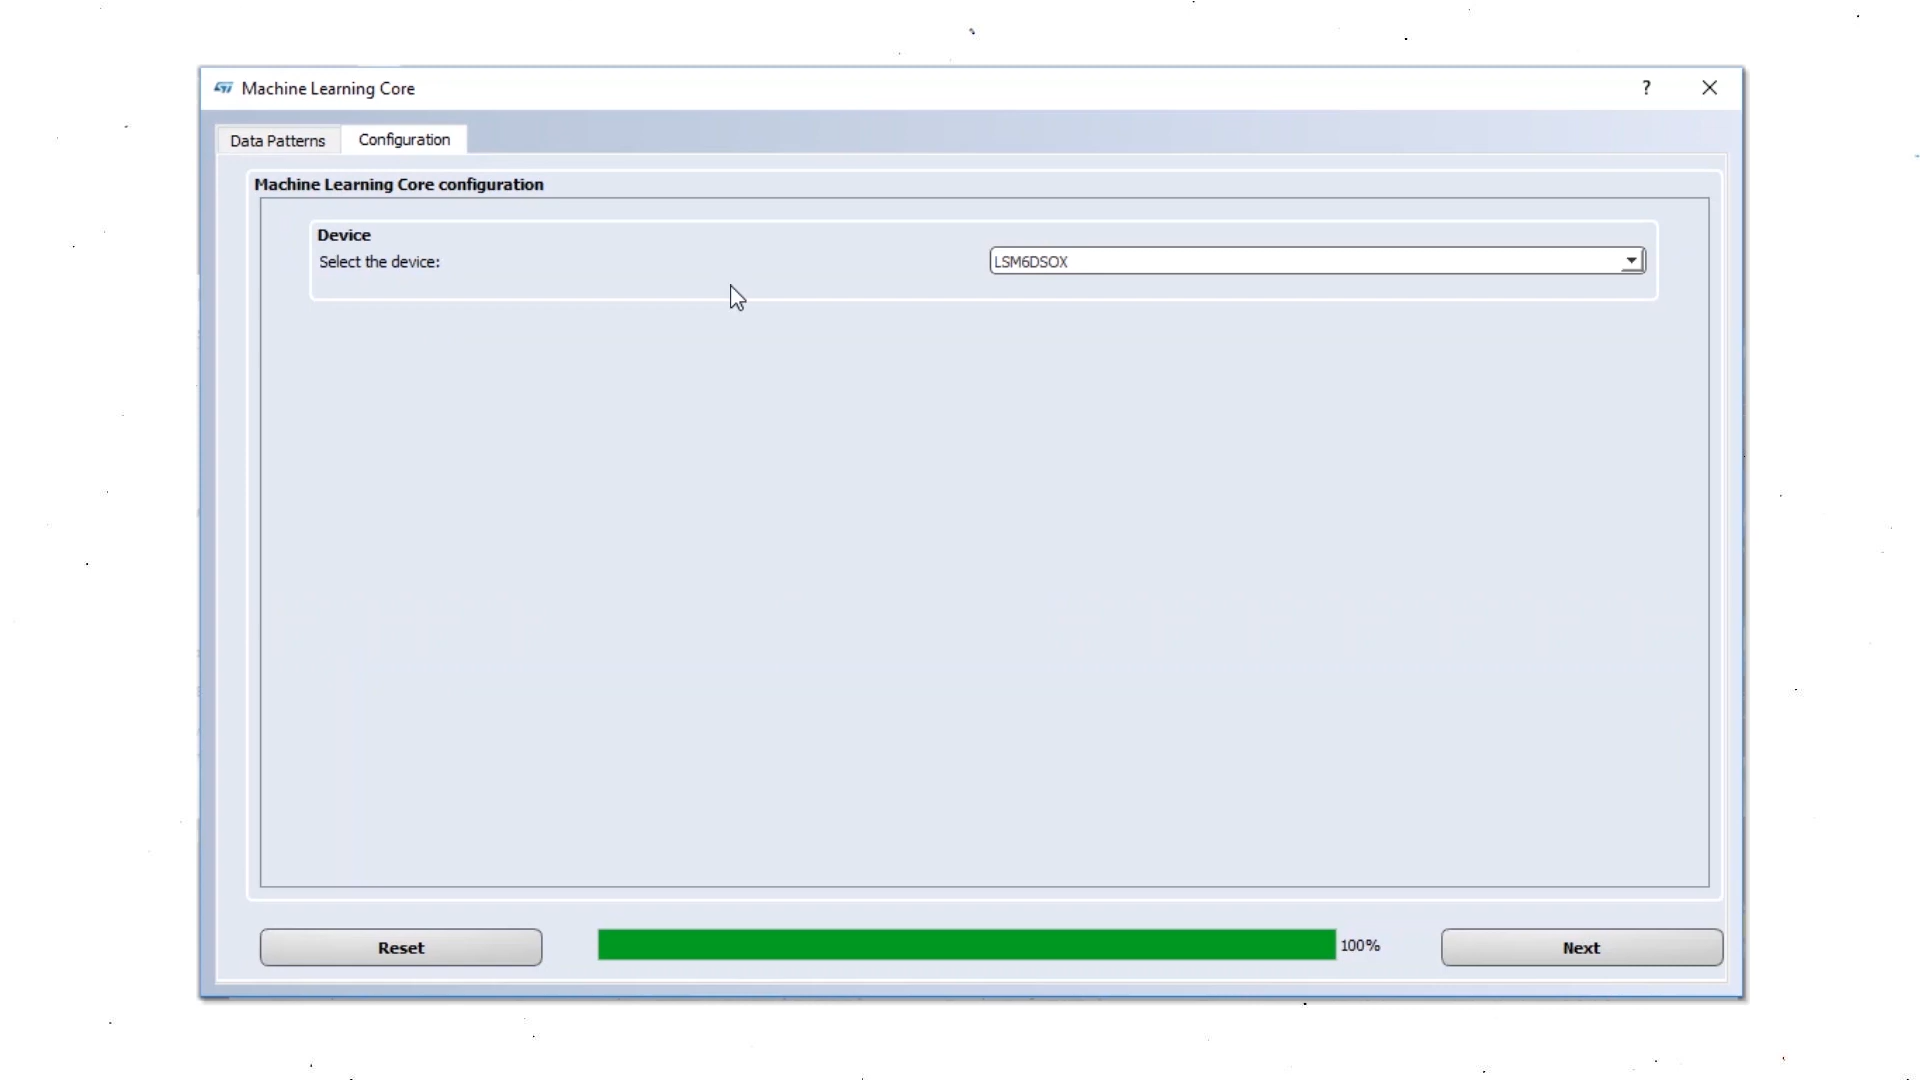 Machine Learning Core
?
Data Patterns
Configuration
Machine Learning Core configuration
Device
Select the device:
LSM6DSOX
Reset
100%
Next